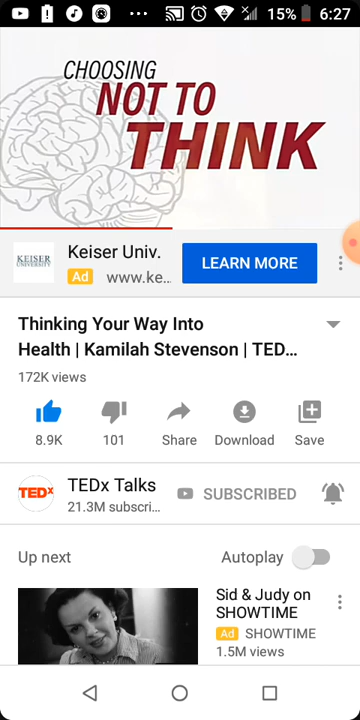 15% 6:27
CHOOSING
NOT TO
THINK
KEISER
UNIVERSITY
Keiser Univ.
Ad www.ke...
LEARN MORE
Thinking Your Way Into
Health | Kamilah Stevenson | TED...
172K views
8.9K 101 Share Download Save
TEDx
TEDx Talks
21.3M subscri...
SUBSCRIBED
Up next Autoplay
Sid & Judy on
SHOWTIME
Ad SHOWTIME
1.5M views